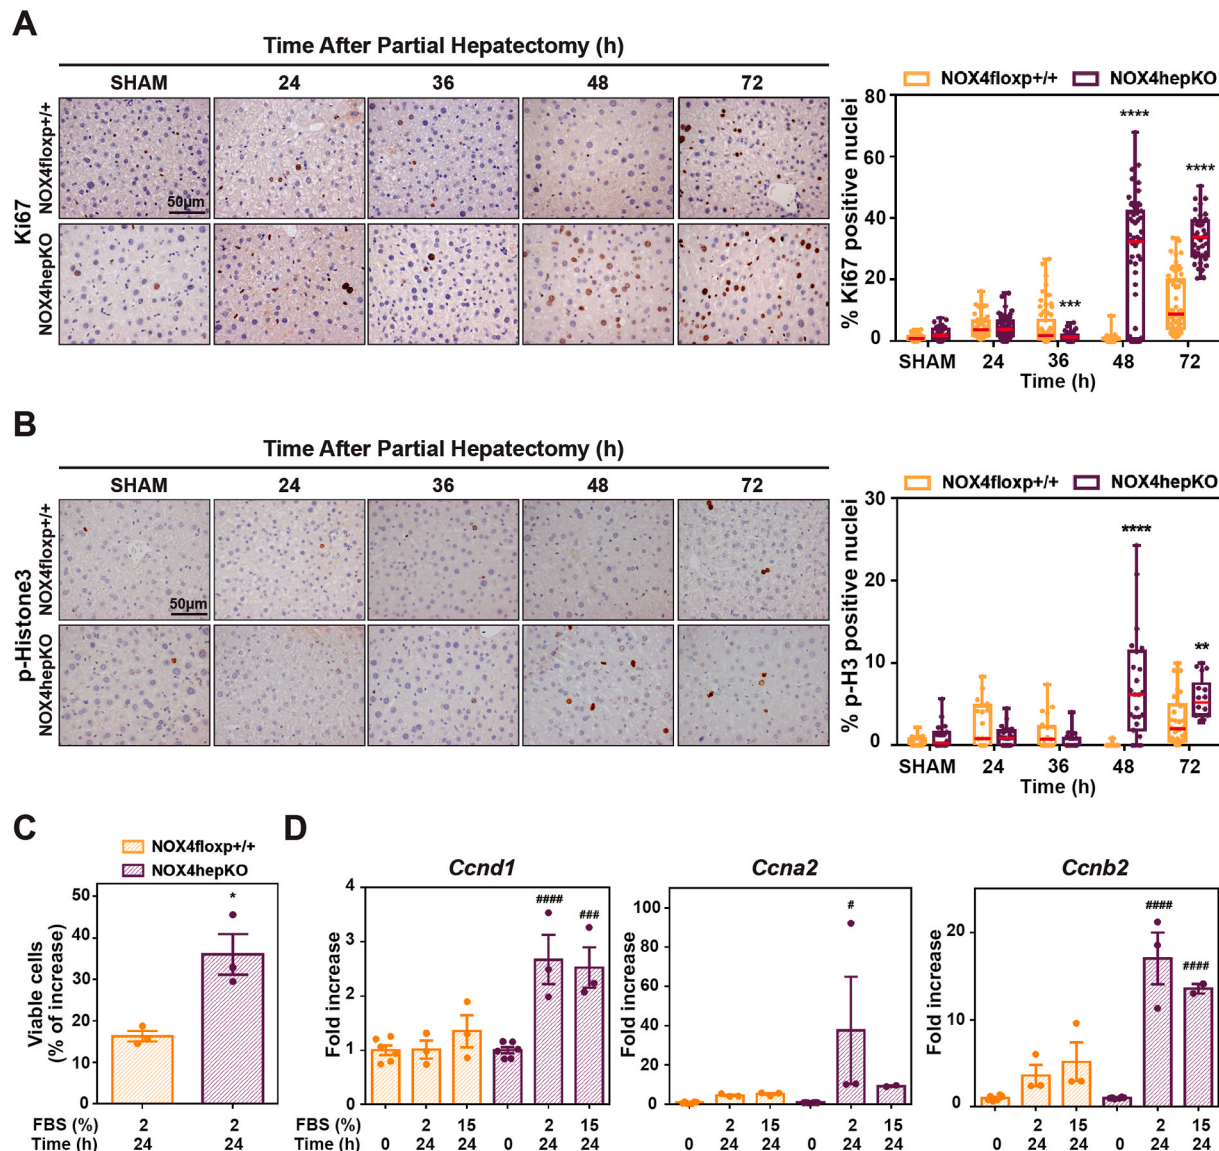 A
Time After Partial Hepatectomy (h)
SHAM 24 36 48 72
Ki67
NOX4floxp+/+
50µm
NOX4hepKO
NOX4floxp+/+ NOX4hepKO
% Ki67 positive nuclei
80
60
40
20
0
****
****
***
SHAM 24 36 48 72
Time (h)
B
Time After Partial Hepatectomy (h)
SHAM 24 36 48 72
p-Histone3
NOX4floxp+/+
50µm
NOX4hepKO
NOX4floxp+/+ NOX4hepKO
% p-H3 positive nuclei
30
20
10
0
****
**
SHAM 24 36 48 72
Time (h)
C
NOX4floxp+/+
NOX4hepKO
Viable cells
(% of increase)
50
40
30
20
10
0
*
FBS (%) 2 2
Time (h) 24 24
D
Ccnd1
Fold increase
4
3
2
1
0
####
###
FBS (%) 2 15 2 15
Time (h) 0 24 24 0 24 24
Ccna2
Fold increase
100
80
60
40
20
0
#
2 15 2 15
0 24 24 0 24 24
Ccnb2
Fold increase
20
10
0
####
####
2 15 2 15
0 24 24 0 24 24